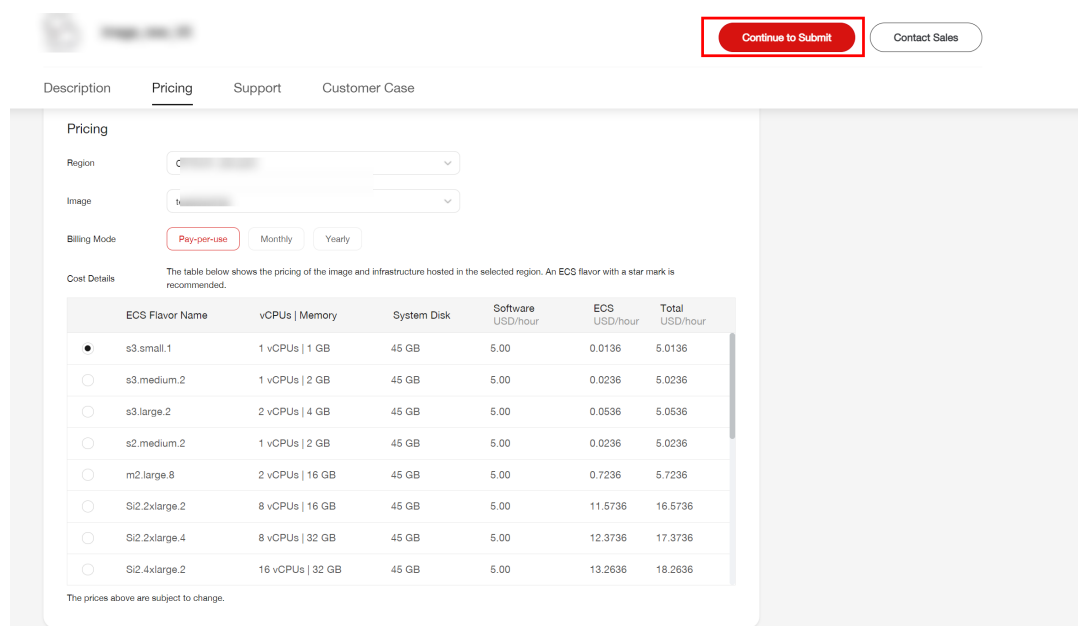 Continue to Submit
Contact Sales
Description Pricing Support Customer Case
Pricing
Region
Image
Billing Mode Pay-per-use Monthly Yearly
Cost Details The table below shows the pricing of the image and infrastructure hosted in the selected region. An ECS flavor with a star mark is
recommended.
ECS Flavor Name vCPUs | Memory System Disk Software USD/hour ECS USD/hour Total USD/hour
s3.small.1 1 vCPUs | 1 GB 45 GB 5.00 0.0136 5.0136
s3.medium.2 1 vCPUs | 2 GB 45 GB 5.00 0.0236 5.0236
s3.large.2 2 vCPUs | 4 GB 45 GB 5.00 0.0536 5.0536
s2.medium.2 1 vCPUs | 2 GB 45 GB 5.00 0.0236 5.0236
m2.large.8 2 vCPUs | 16 GB 45 GB 5.00 0.7236 5.7236
Si2.2xlarge.2 8 vCPUs | 16 GB 45 GB 5.00 11.5736 16.5736
Si2.2xlarge.4 8 vCPUs | 32 GB 45 GB 5.00 12.3736 17.3736
Si2.4xlarge.2 16 vCPUs | 32 GB 45 GB 5.00 13.2636 18.2636
The prices above are subject to change.